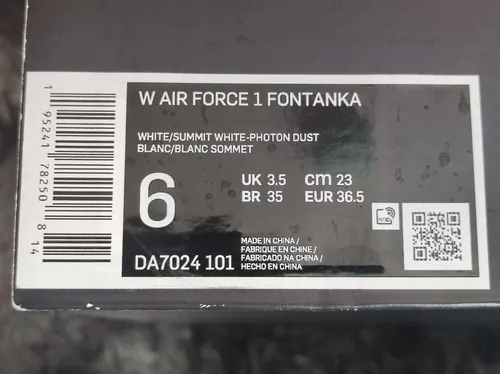 W AIR FORCE 1 FONTANKA
WHITE/SUMMIT WHITE-PHOTON DUST
BLANC/BLANC SOMMET
6
UK 3.5 cm 23
BR 35 EUR 36.5
DA7024 101
MADE IN CHINA /
FABRIQUE EN CHINE /
FABRICADO NA CHINA /
HECHO EN CHINA
1 95241 78250 8 14